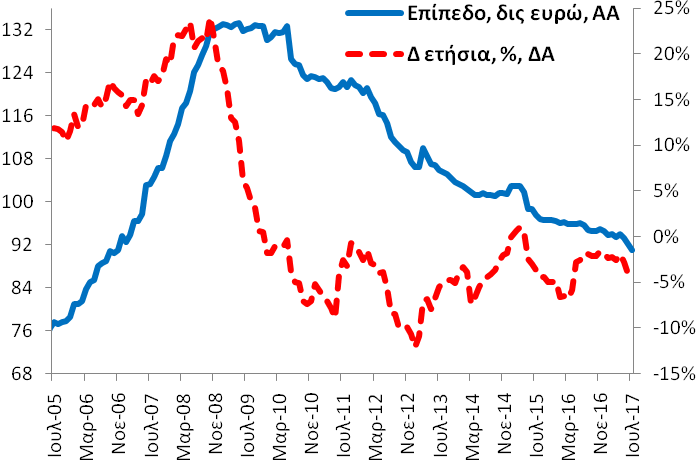 Επίπεδο, δις ευρώ, ΑΑ
Δ ετήσια, %, ΔΑ
132
124
116
108
100
92
84
76
68
25%
20%
15%
10%
5%
0%
-5%
-10%
-15%
Ιουλ-05
Μαρ-06
Νοε-06
Ιουλ-07
Μαρ-08
Νοε-08
Ιουλ-09
Μαρ-10
Νοε-10
Ιουλ-11
Μαρ-12
Νοε-12
Ιουλ-13
Μαρ-14
Νοε-14
Ιουλ-15
Μαρ-16
Νοε-16
Ιουλ-17